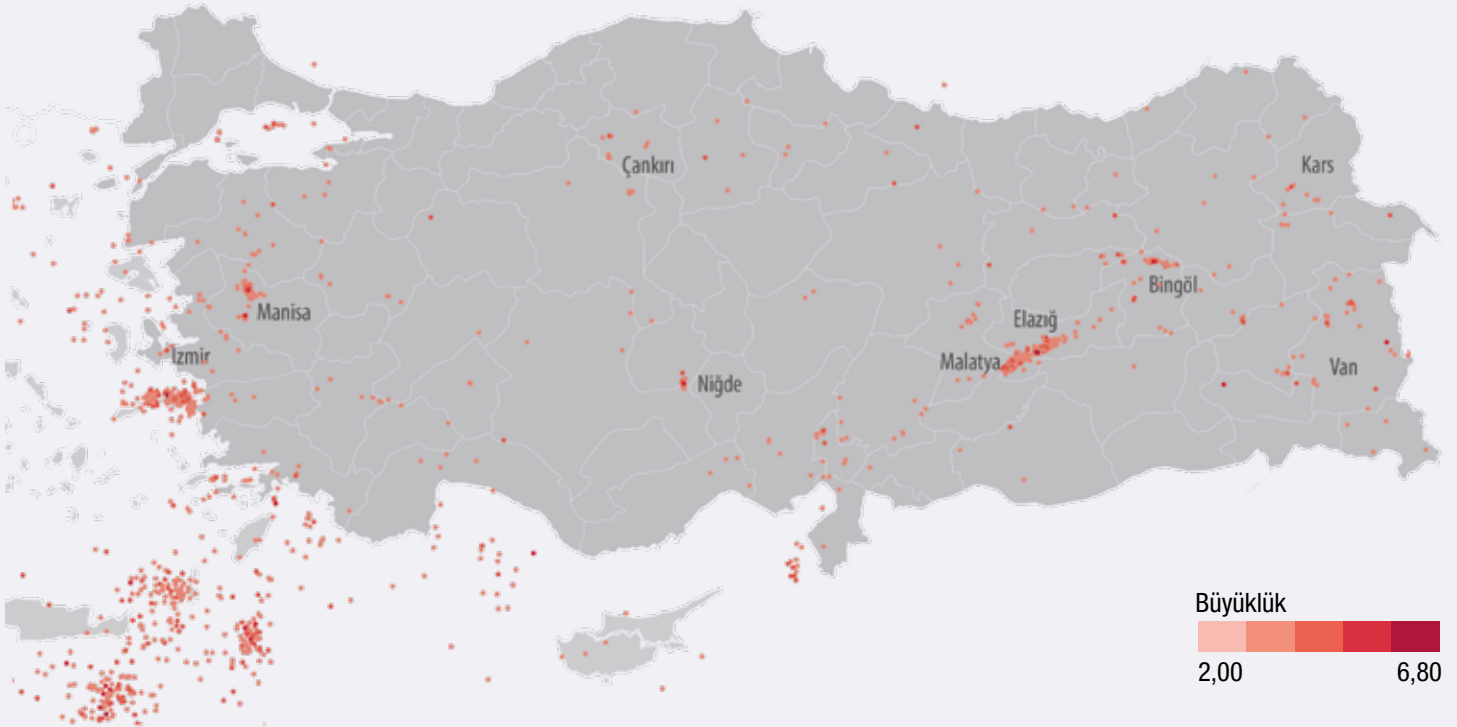 Çankırı
Kars
Bingöl
Manisa
Elazığ
İzmir
Malatya
Van
Niğde
Büyüklük
2,00 6,80